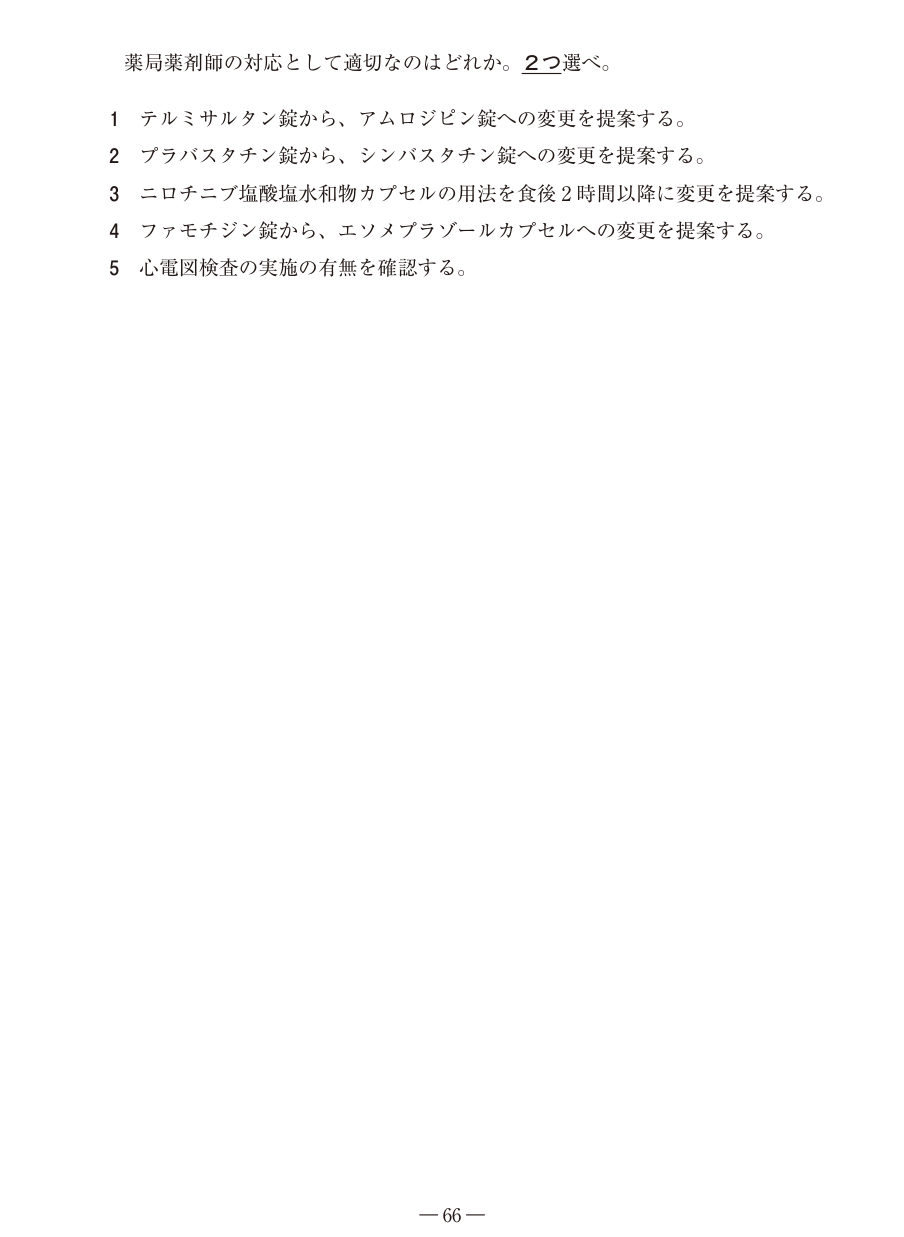 薬局薬剤師の対応として適切なのはどれか。２つ選べ。
1 テルミサルタン錠から、アムロジピン錠への変更を提案する。
2 プラバスタチン錠から、シンバスタチン錠への変更を提案する。
3 ニロチニブ塩酸塩水和物カプセルの用法を食後２時間以降に変更を提案する。
4 ファモチジン錠から、エソメプラゾールカプセルへの変更を提案する。
5 心電図検査の実施の有無を確認する。
― 66 ―